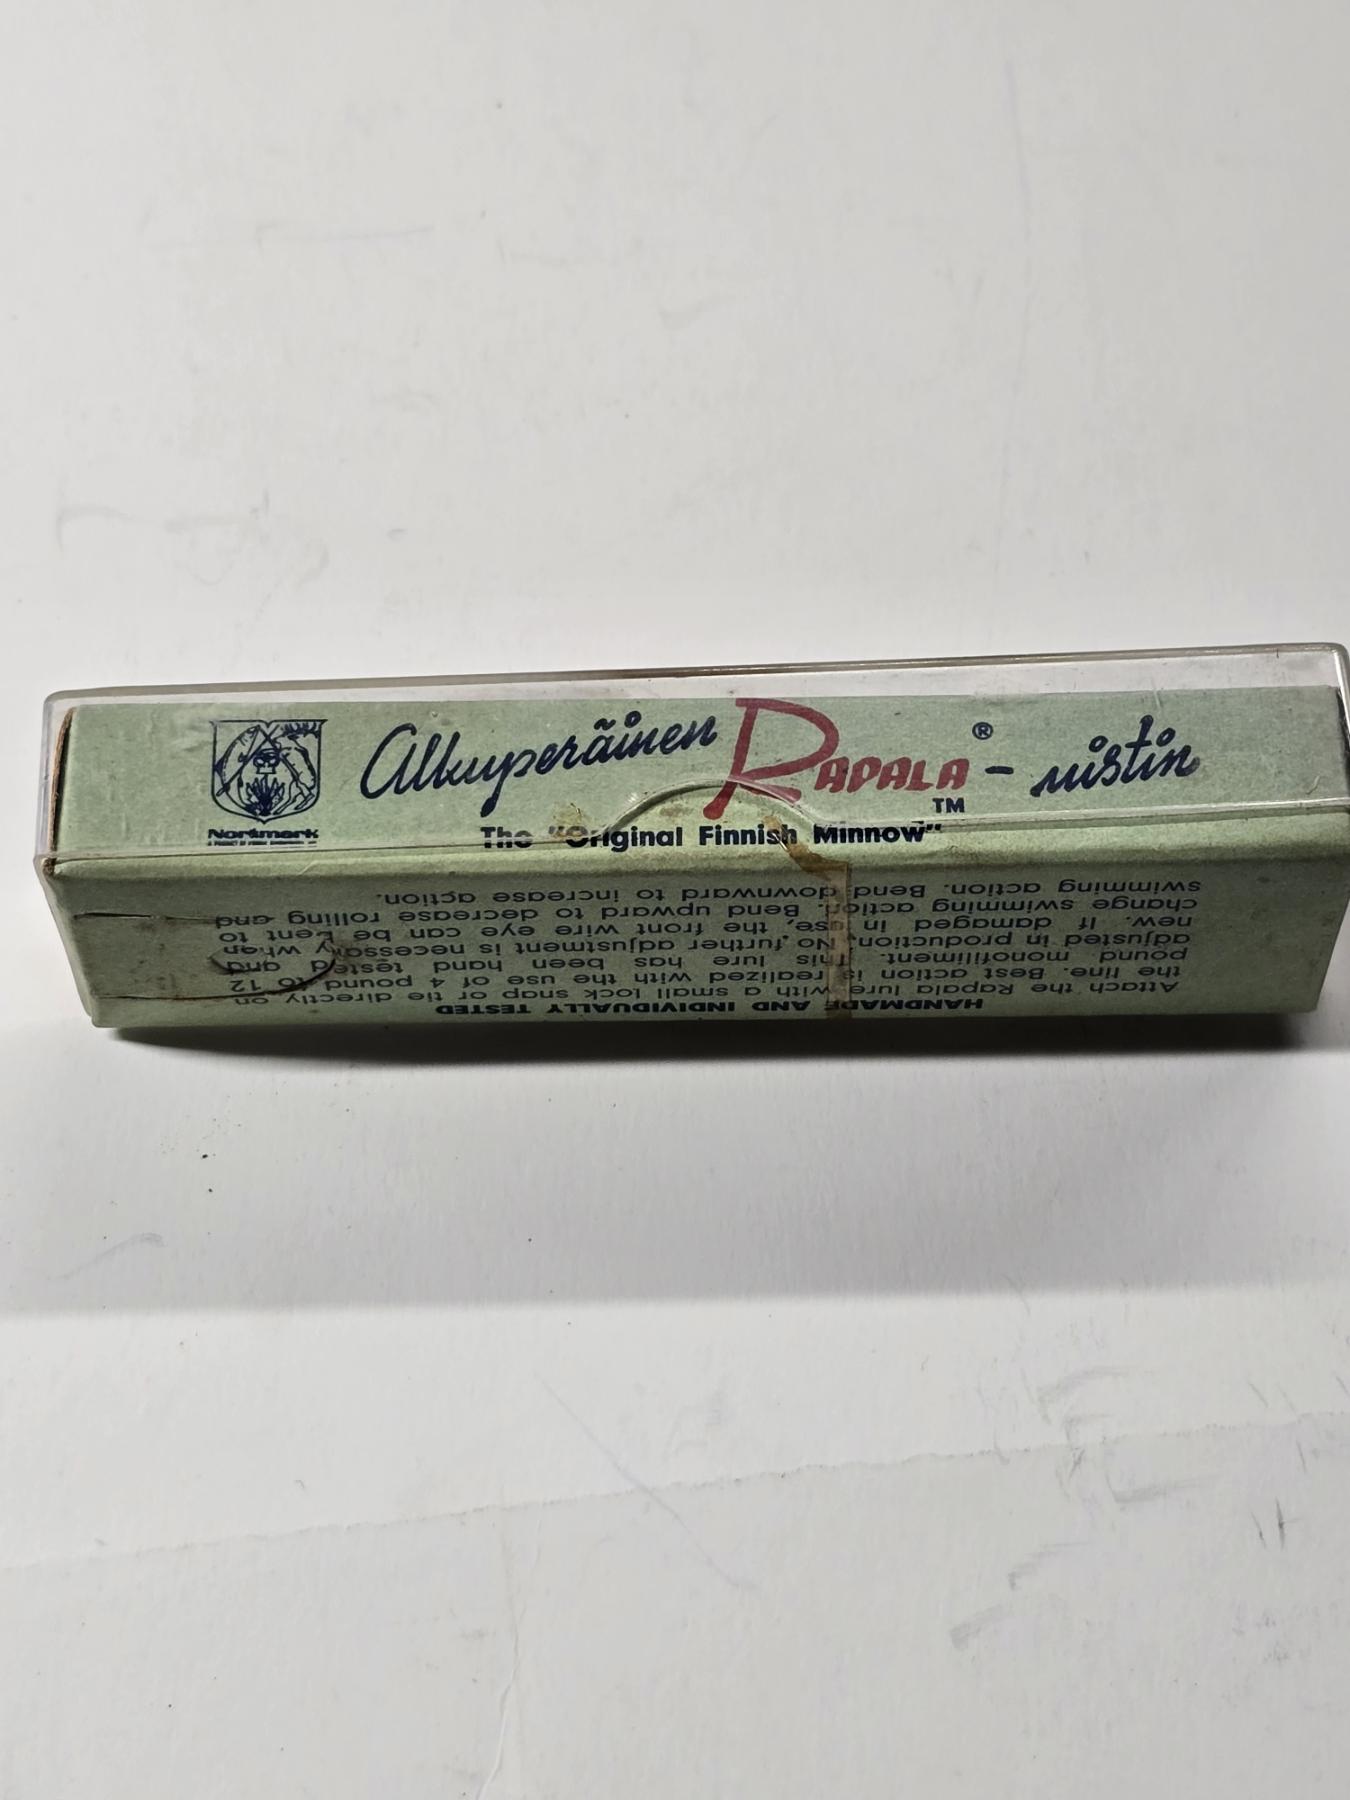 Alkuperäinen RAPALA® - uistin
TM
The "Original Finnish Minnow"
Normark
HANDMADE AND INDIVIDUALLY TESTED
Attach the Rapala lure with a small lock snap or tie directly on
the line. Best action is realized with the use of 4 pound to 12
pound monofiliment. This lure has been hand tested and
adjusted in production. No further adjustment is necessary when
new. If damaged in use, the front wire eye can be bent to
change swimming action. Bend upward to decrease rolling and
swimming action. Bend downward to increase action.